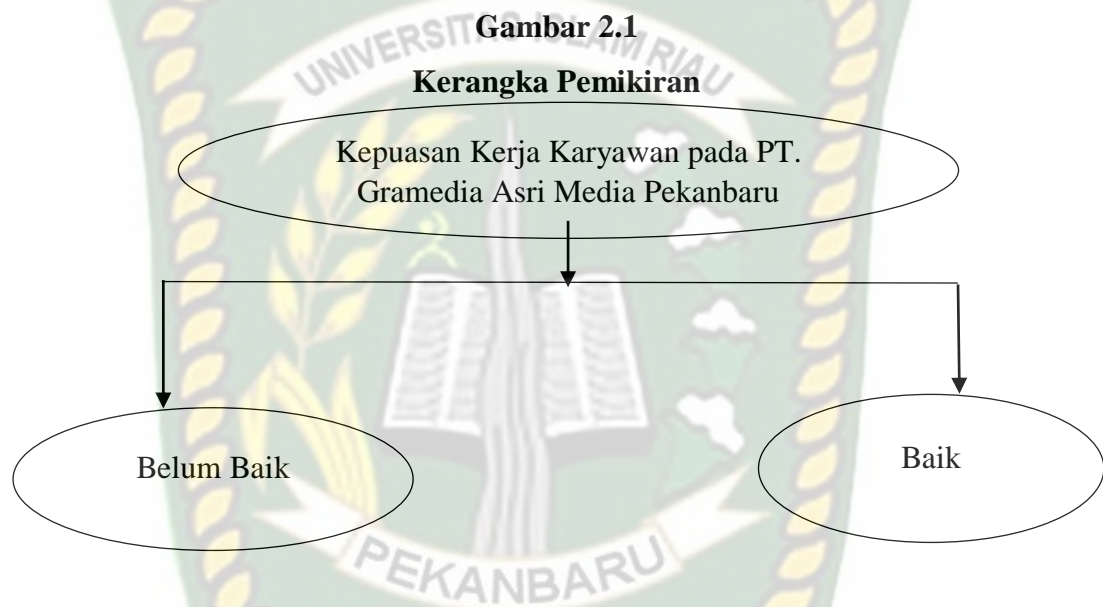 Gambar 2.1
UNIVERSITAS ISLAM RIAU
Kerangka Pemikiran
Kepuasan Kerja Karyawan pada PT.
Gramedia Asri Media Pekanbaru
Belum Baik
Baik
PEKANBARU